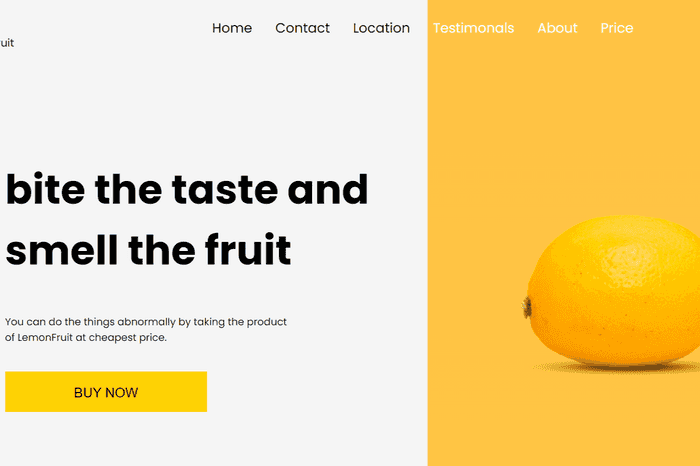 Home Contact Location Testimonals About Price
uit
bite the taste and
smell the fruit
You can do the things abnormally by taking the product
of LemonFruit at cheapest price.
BUY NOW